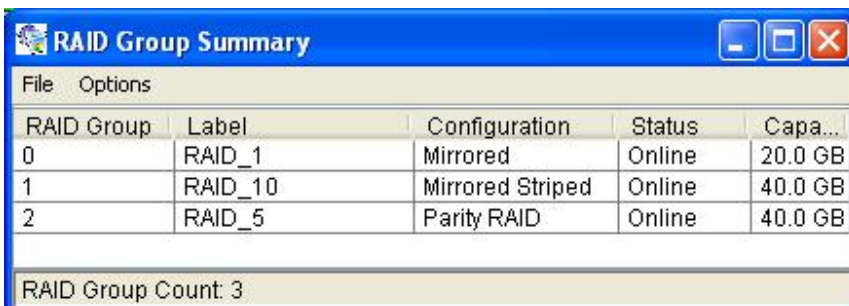 RAID Group Summary
File Options
RAID Group Label Configuration Status Capa...
0 RAID_1 Mirrored Online 20.0 GB
1 RAID_10 Mirrored Striped Online 40.0 GB
2 RAID_5 Parity RAID Online 40.0 GB
RAID Group Count: 3